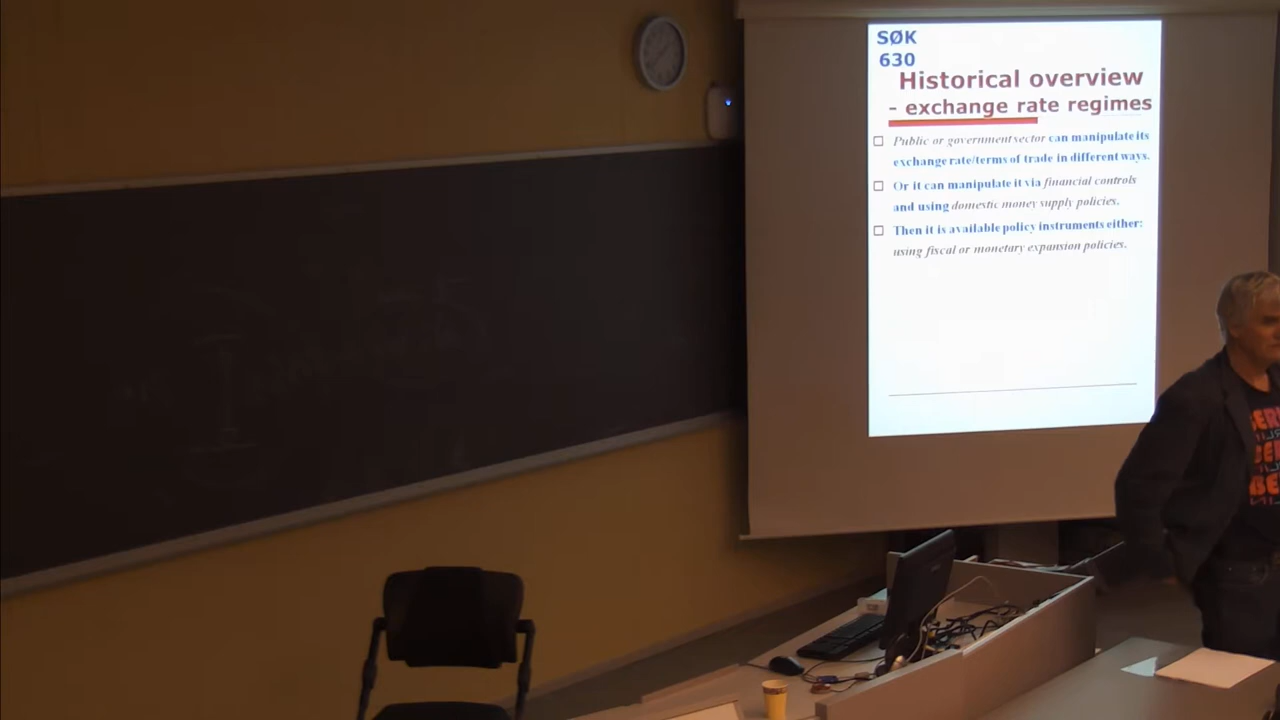 SØK
630
Historical overview
- exchange rate regimes
Public or government sector can manipulate its
exchange rate/terms of trade in different ways.
Or it can manipulate it via financial controls
and using domestic money supply policies.
Then it is available policy instruments either:
using fiscal or monetary expansion policies.